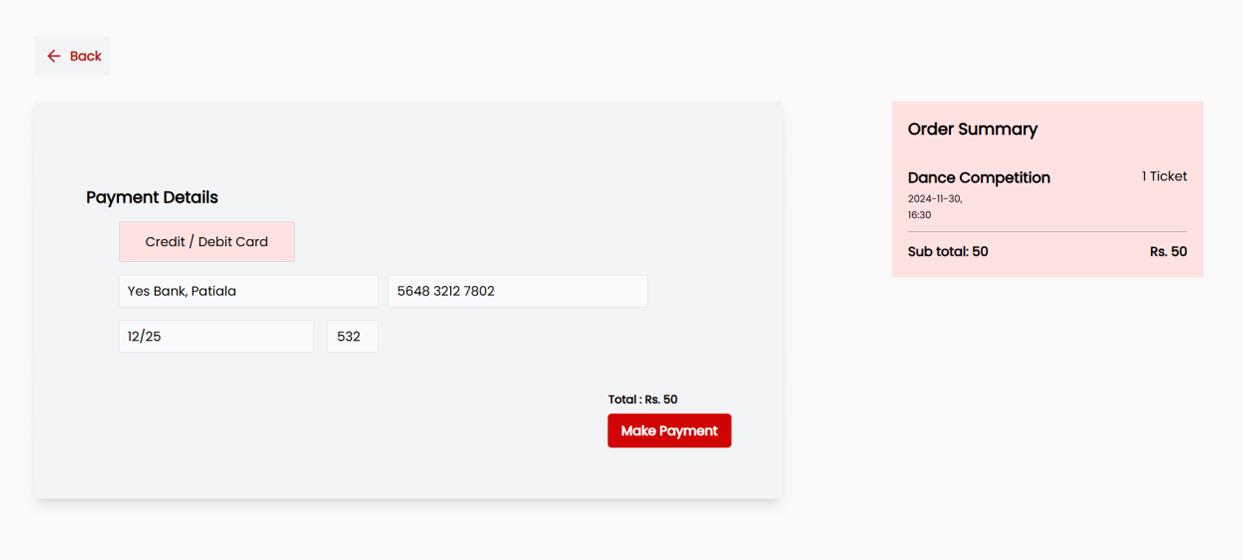 Back
Payment Details
Credit / Debit Card
Yes Bank, Patiala
5648 3212 7802
12/25
532
Total : Rs. 50
Make Payment
Order Summary
Dance Competition
1 Ticket
2024-11-30,
16:30
Sub total: 50
Rs. 50